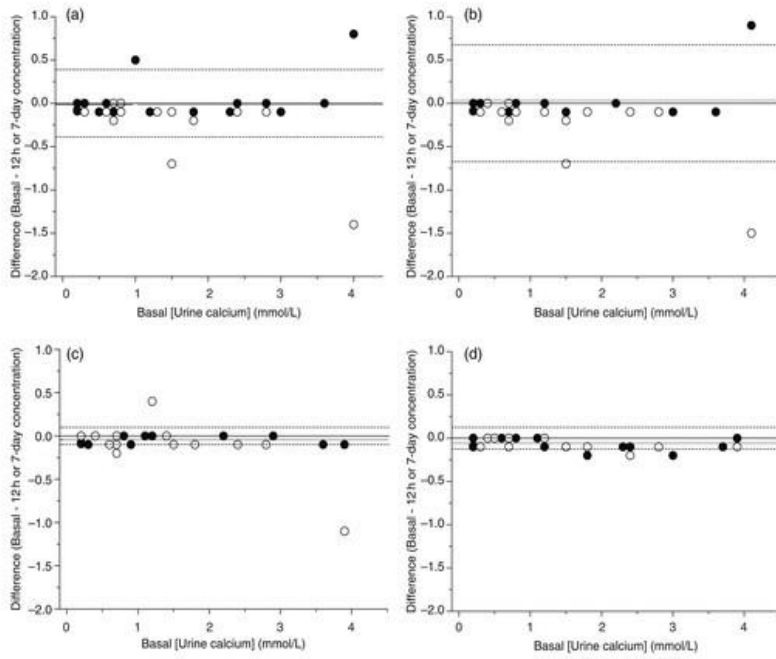 (a)
1.0
0.5
0.0
−0.5
−1.0
−1.5
−2.0
0 1 2 3 4
Difference (Basal - 12 h or 7-day concentration)
Basal [Urine calcium] (mmol/L)
(b)
1.0
0.5
0.0
−0.5
−1.0
−1.5
−2.0
0 1 2 3 4
Difference (Basal - 12 h or 7-day concentration)
Basal [Urine calcium] (mmol/L)
(c)
1.0
0.5
0.0
−0.5
−1.0
−1.5
−2.0
0 1 2 3 4
Difference (Basal - 12 h or 7-day concentration)
Basal [Urine calcium] (mmol/L)
(d)
1.0
0.5
0.0
−0.5
−1.0
−1.5
−2.0
0 1 2 3 4
Difference (Basal - 12 h or 7-day concentration)
Basal [Urine calcium] (mmol/L)